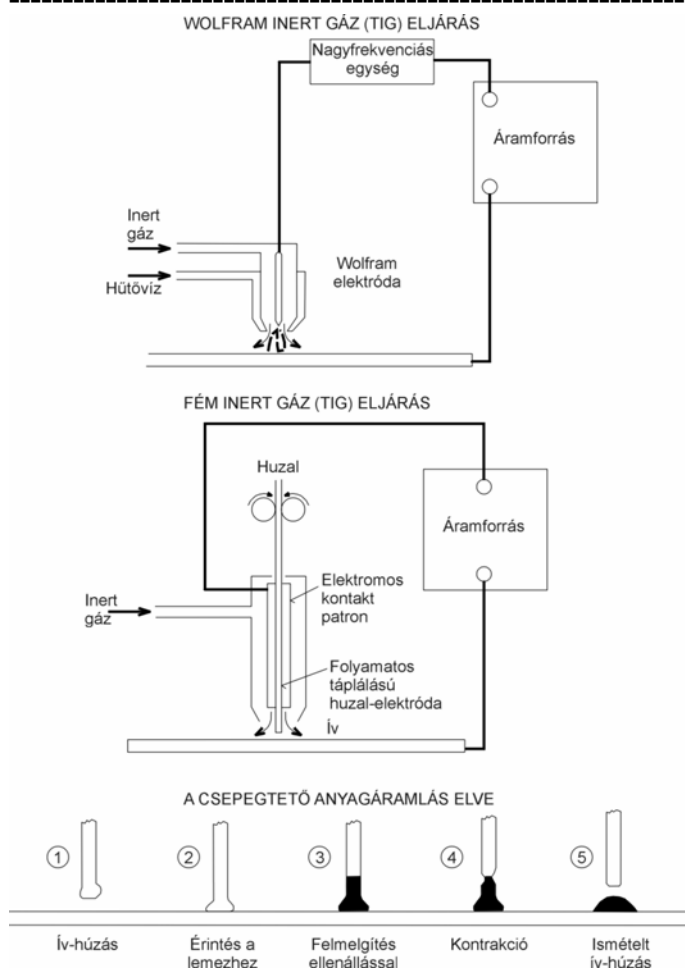 WOLFRAM INERT GÁZ (TIG) ELJÁRÁS
Nagyfrekvenciás
egység
Áramforrás
Inert
gáz
Hűtővíz
Wolfram
elektróda
FÉM INERT GÁZ (TIG) ELJÁRÁS
Huzal
Áramforrás
Inert
gáz
Elektromos
kontakt
patron
Folyamatos
táplálású
huzal-elektróda
Ív
A CSEPEGTETŐ ANYAGÁRAMLÁS ELVE
1 2 3 4 5
Ív-húzás Érintés a Felmelgítés Kontrakció Ismételt
lemezhez ellenállással ív-húzás